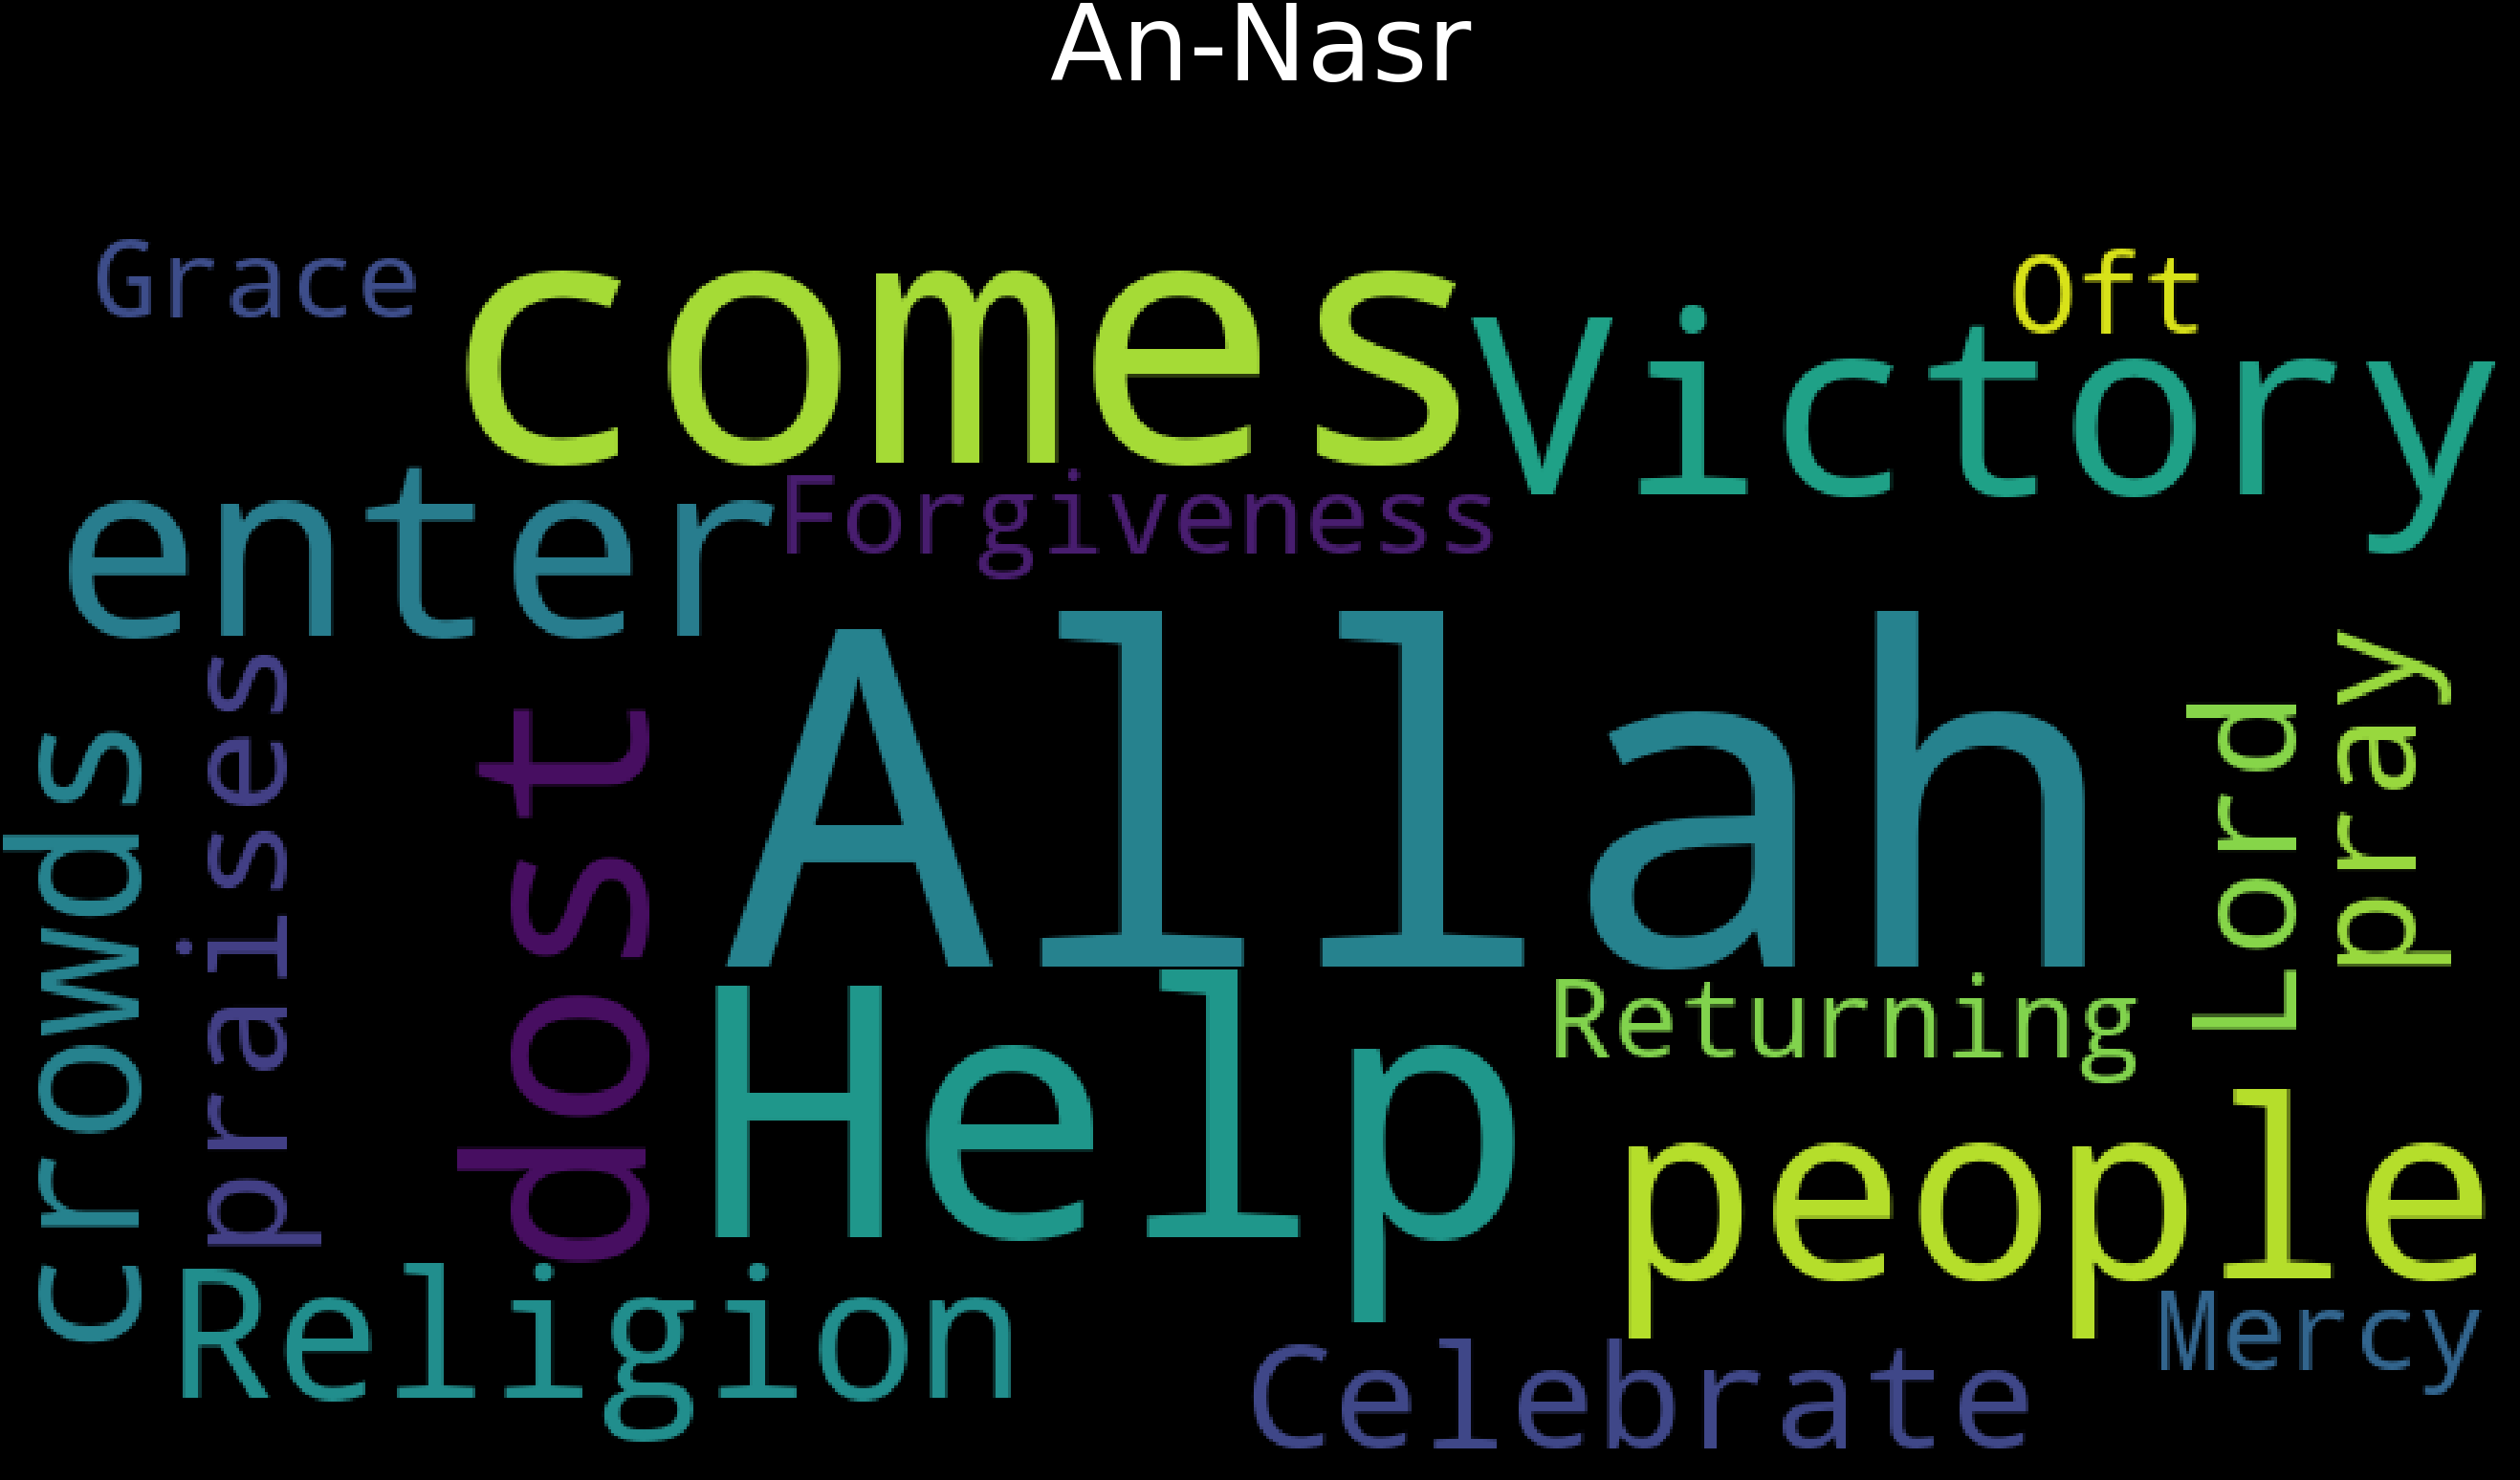 An-Nasr
Grace
comes
Oft
Victory
enter
Forgiveness
Allah
crowds
praises
dost
Lord
pray
Help
Returning
people
Religion
Mercy
Celebrate